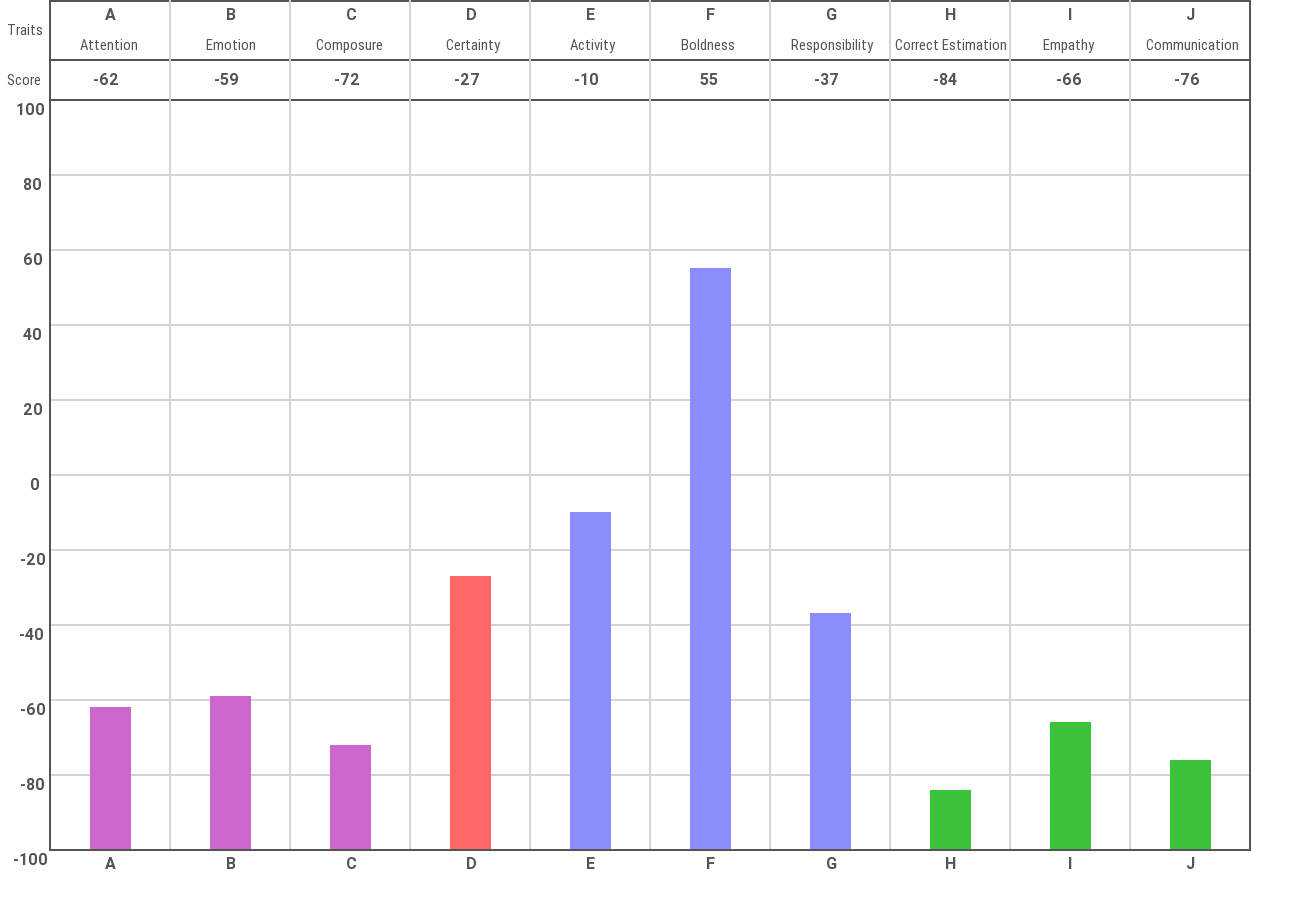 A B C D E F G H I J
Traits
Attention Emotion Composure Certainty Activity Boldness Responsibility Correct Estimation Empathy Communication
Score -62 -59 -72 -27 -10 55 -37 -84 -66 -76
100
80
60
40
20
0
-20
-40
-60
-80
-100
A B C D E F G H I J